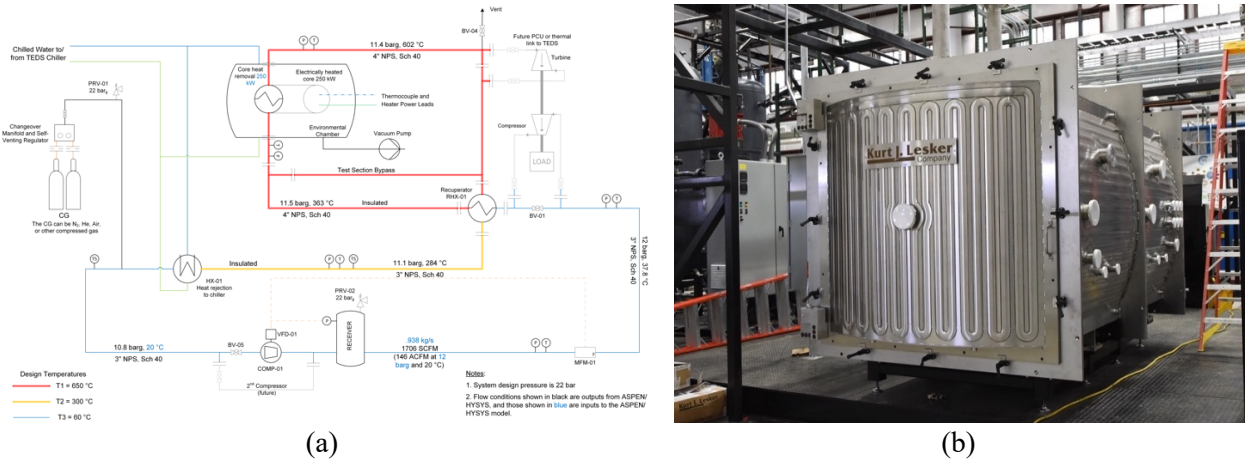 Vent
BV-04
Future PCU or thermal
link to TEDS
Turbine
Compressor
LOAD
Chilled Water to/
from TEDS Chiller
PRV-01
22 barg
Changeover
Manifold and Self-
Venting Regulator
CG
The CG can be N2, He, Air,
or other compressed gas
P
T
11.4 barg, 602 °C
4" NPS, Sch 40
Core heat
removal 250
kW
Electrically heated
core 250 kW
Thermocouple and
Heater Power Leads
Environmental
Chamber
Vacuum Pump
Test Section Bypass
Recuperator
RHX-01
11.5 barg, 363 °C
4" NPS, Sch 40
Insulated
BV-01
P
T
12 barg, 37.8 °C
3" NPS, Sch 40
TS
HX-01
Heat rejection
to chiller
Insulated
P
T
TS
11.1 barg, 284 °C
3" NPS, Sch 40
PRV-02
22 barg
P
RECEIVER
VFD-01
COMP-01
BV-05
10.8 barg, 20 °C
3" NPS, Sch 40
2nd Compressor
(future)
.938 kg/s
1706 SCFM
(146 ACFM at 12
barg and 20 °C)
P
T
MFM-01
Design Temperatures
T1 = 650 °C
T2 = 300 °C
T3 = 60 °C
Notes:
1. System design pressure is 22 bar
2. Flow conditions shown in black are outputs from ASPEN/
HYSYS, and those shown in blue are inputs to the ASPEN/
HYSYS model.
(a)
Kurt J. Lesker
Company
(b)